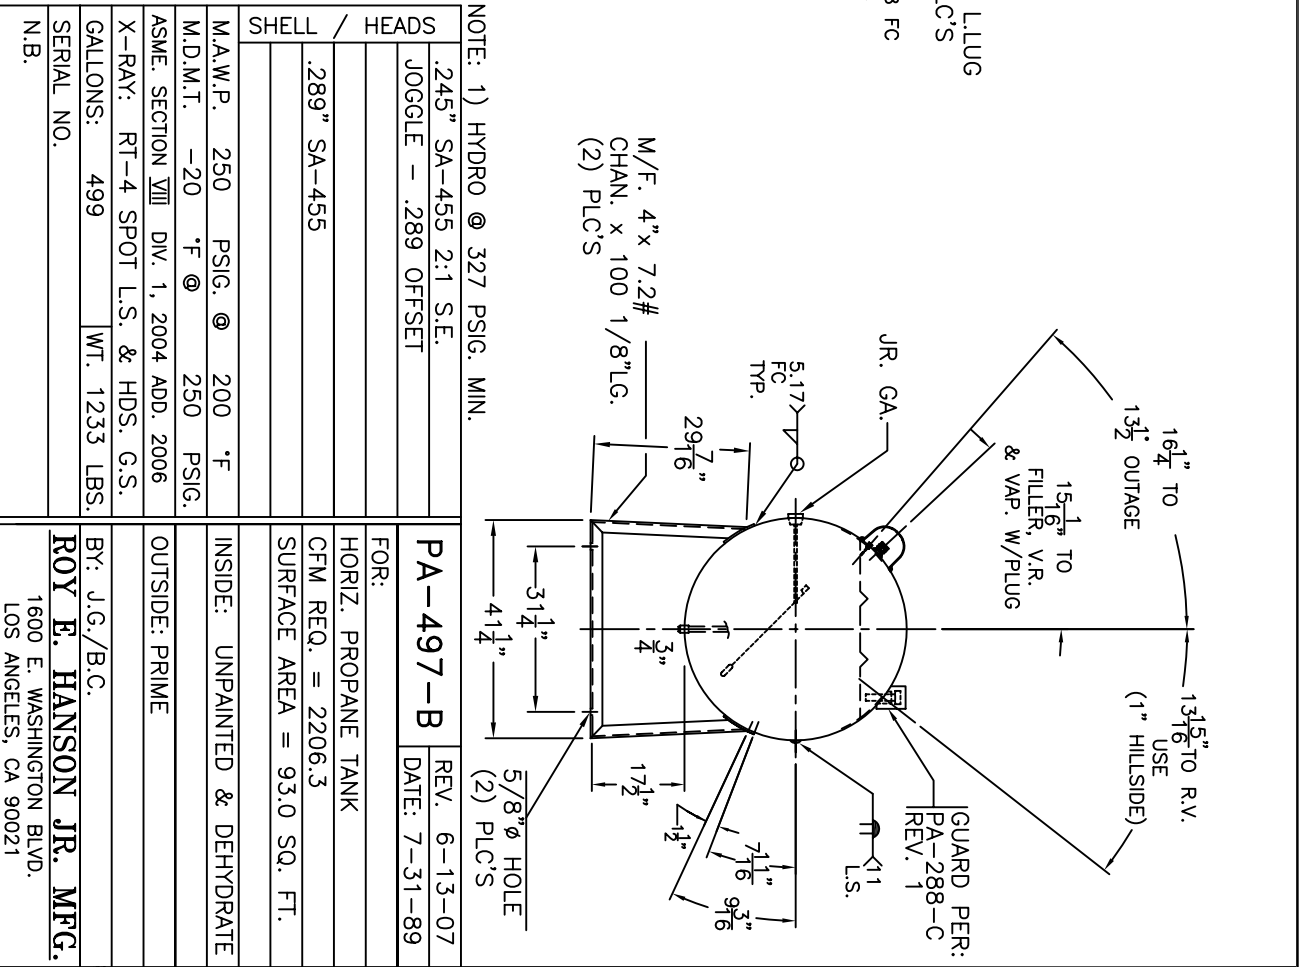 L.LUG
LC'S
3 FC
16 1/4" TO
13 1/2° OUTAGE
15 1/16" TO
FILLER, V.R.
& VAP. W/PLUG
13 15/16" TO R.V.
USE
(1" HILLSIDE)
JR. GA.
GUARD PER:
PA-288-C
REV. 1
5.17
FC
TYP.
11
L.S.
M/F. 4"x 7.2#
CHAN. x 100 1/8"LG.
(2) PLC'S
29 7/16"
3/4"
17 1/2"
1 1/2"
7 11/16"
9 3/16"
31 1/4"
41 1/4"
5/8"ø HOLE
(2) PLC'S
NOTE: 1) HYDRO @ 327 PSIG. MIN.
SHELL / HEADS
.245" SA-455 2:1 S.E.
JOGGLE - .289 OFFSET
.289" SA-455
M.A.W.P. 250 PSIG. @ 200 °F
M.D.M.T. -20 °F @ 250 PSIG.
ASME. SECTION VIII DIV. 1, 2004 ADD. 2006
X-RAY: RT-4 SPOT L.S. & HDS. G.S.
GALLONS: 499 WT. 1233 LBS.
SERIAL NO.
N.B.
PA-497-B
REV. 6-13-07
DATE: 7-31-89
FOR:
HORIZ. PROPANE TANK
CFM REQ. = 2206.3
SURFACE AREA = 93.0 SQ. FT.
INSIDE: UNPAINTED & DEHYDRATE
OUTSIDE: PRIME
BY: J.G./B.C.
ROY E. HANSON JR. MFG.
1600 E. WASHINGTON BLVD.
LOS ANGELES, CA 90021